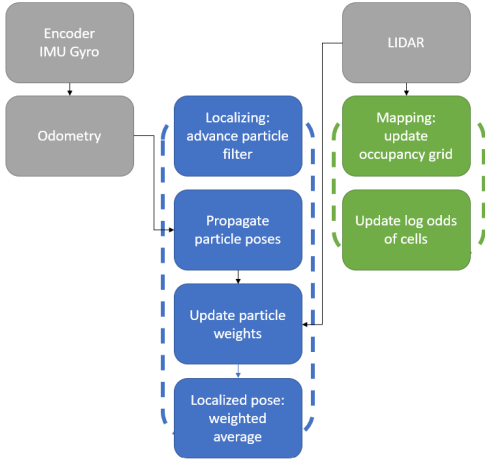 Encoder
IMU Gyro
LIDAR
Odometry
Localizing:
advance particle
filter
Mapping:
update
occupancy grid
Propagate
particle poses
Update log odds
of cells
Update particle
weights
Localized pose:
weighted
average